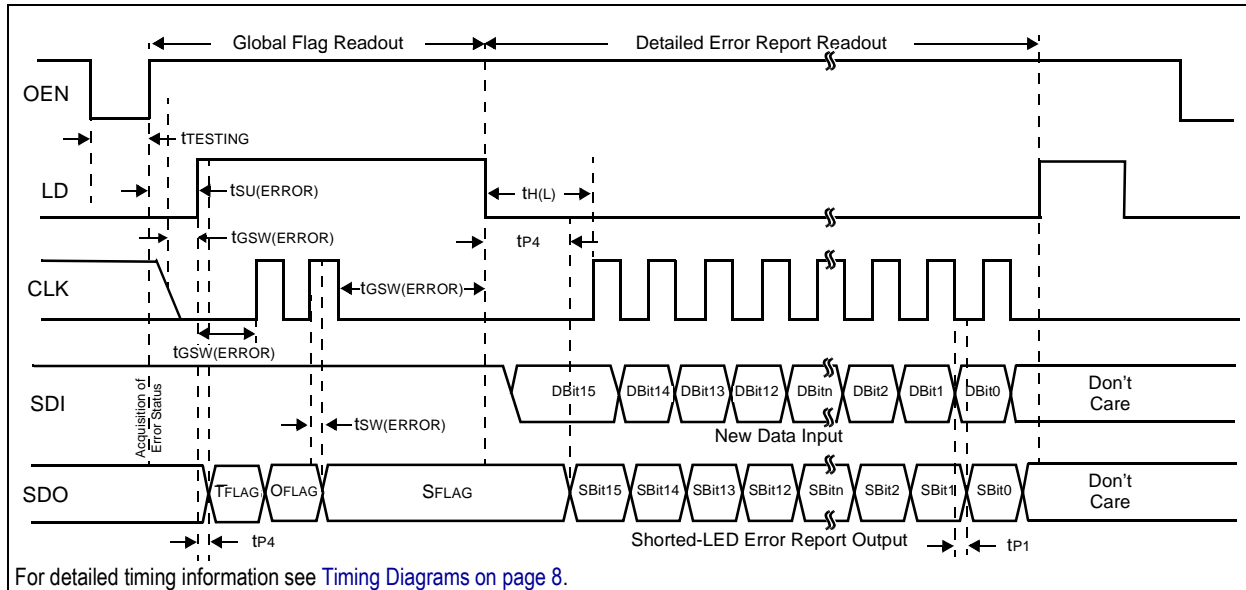 Global Flag Readout
Detailed Error Report Readout
OEN
tTESTING
LD
tSU(ERROR)
tH(L)
tGSW(ERROR)
tP4
CLK
tGSW(ERROR)
tGSW(ERROR)
SDI
Acquisition of
Error Status
DBit15 DBit14 DBit13 DBit12 DBitn DBit2 DBit1 DBit0
Don't
Care
tSW(ERROR)
New Data Input
SDO
TFLAG OFLAG SFLAG
SBit15 SBit14 SBit13 SBit12 SBitn SBit2 SBit1 SBit0
Don't
Care
tP4
Shorted-LED Error Report Output
tP1
For detailed timing information see Timing Diagrams on page 8.